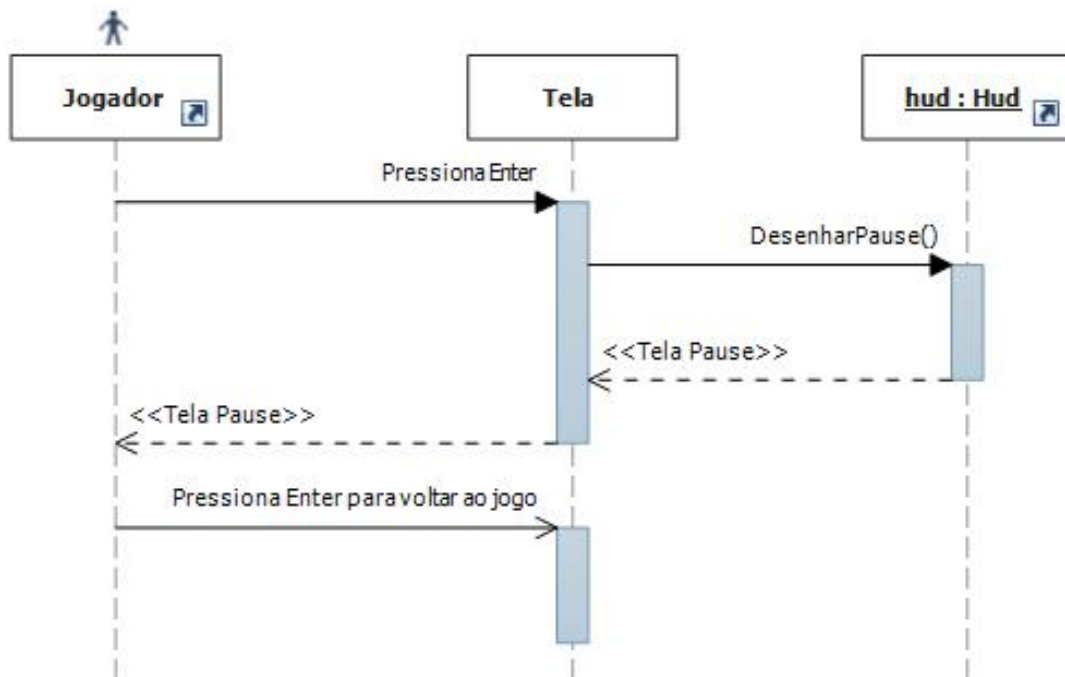 Jogador
Tela
hud : Hud
Pressiona Enter
DesenharPause()
<<Tela Pause>>
<<Tela Pause>>
Pressiona Enter para voltar ao jogo